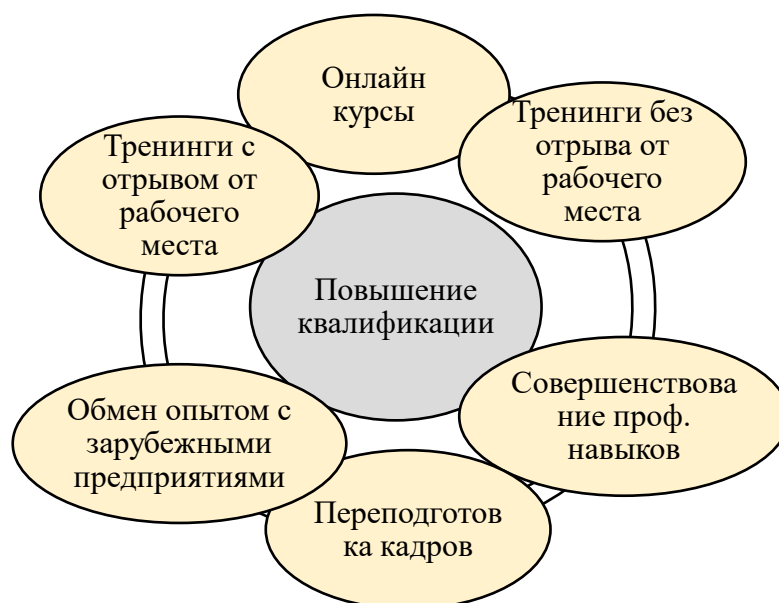 Онлайн
курсы
Тренинги без
отрыва от
рабочего
места
Совершенствова
ние проф.
навыков
Переподготов
ка кадров
Обмен опытом с
зарубежными
предприятиями
Тренинги с
отрывом от
рабочего
места
Повышение
квалификации